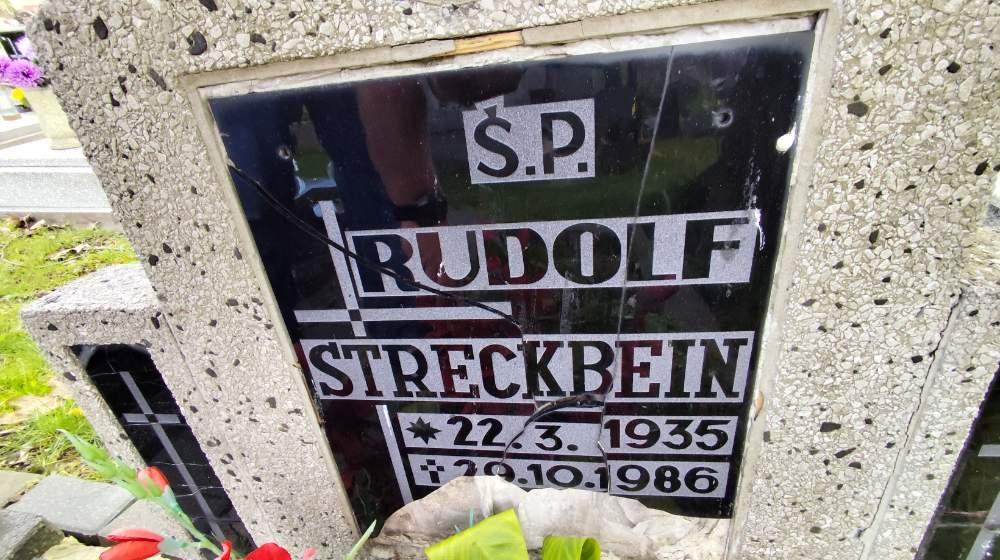 Ś.P.
RUDOLF
STRECKBEIN
22.3. 1935
29.10.1986